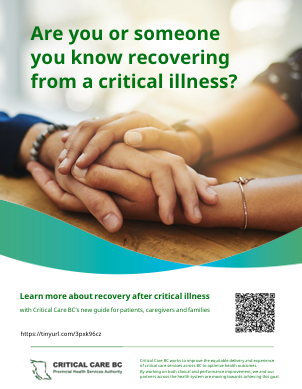 Are you or someone
you know recovering
from a critical illness?
Learn more about recovery after critical illness
with Critical Care BC's new guide for patients, caregivers and families
https://tinyurl.com/3pxk96cz
CRITICAL CARE BC
Provincial Health Services Authority
Critical Care BC works to improve the equitable delivery and experience
of critical care services across BC to optimize health outcomes.
By working on both clinical and performance improvement, we and our
partners across the health system are moving towards achieving this goal.